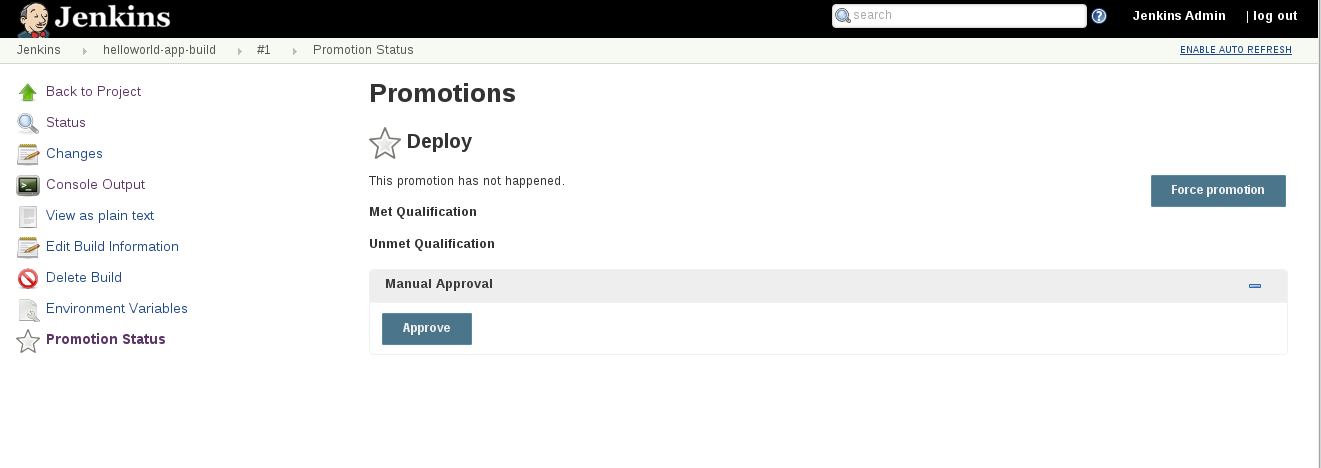 Jenkins
search
Jenkins Admin | log out
Jenkins helloworld-app-build #1 Promotion Status
ENABLE AUTO REFRESH
Back to Project
Status
Changes
Console Output
View as plain text
Edit Build Information
Delete Build
Environment Variables
Promotion Status
Promotions
Deploy
This promotion has not happened.
Force promotion
Met Qualification
Unmet Qualification
Manual Approval
Approve